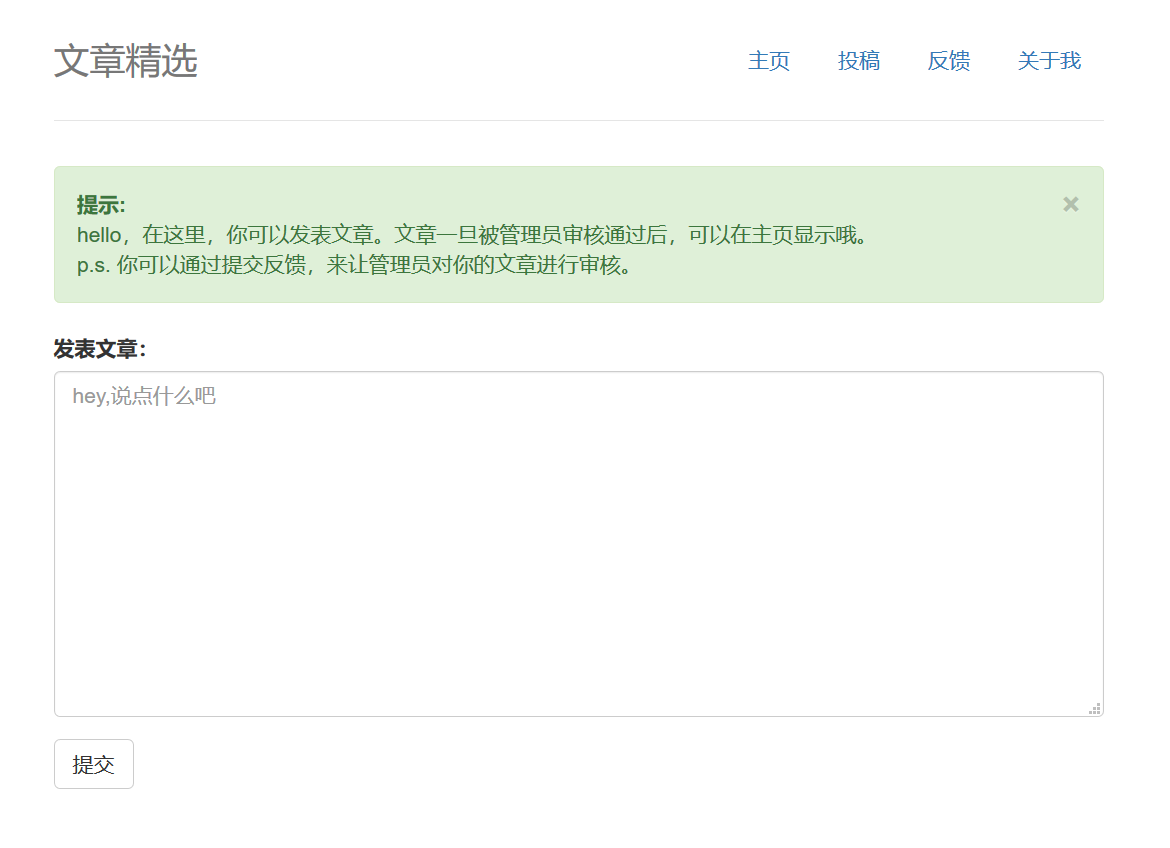 文章精选
主页 投稿 反馈 关于我
提示:
hello，在这里，你可以发表文章。文章一旦被管理员审核通过后，可以在主页显示哦。
p.s. 你可以通过提交反馈，来让管理员对你的文章进行审核。
发表文章：
hey,说点什么吧
提交